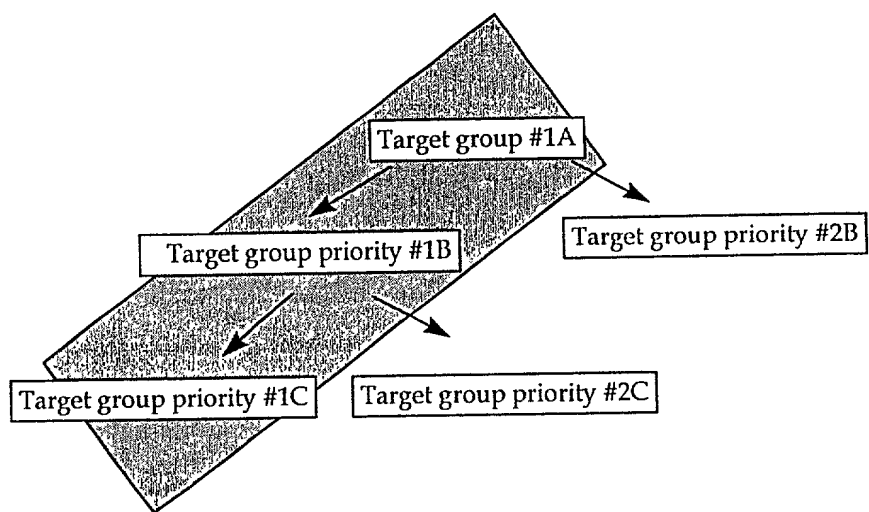 Target group #1A
Target group priority #2B
Target group priority #1B
Target group priority #1C
Target group priority #2C